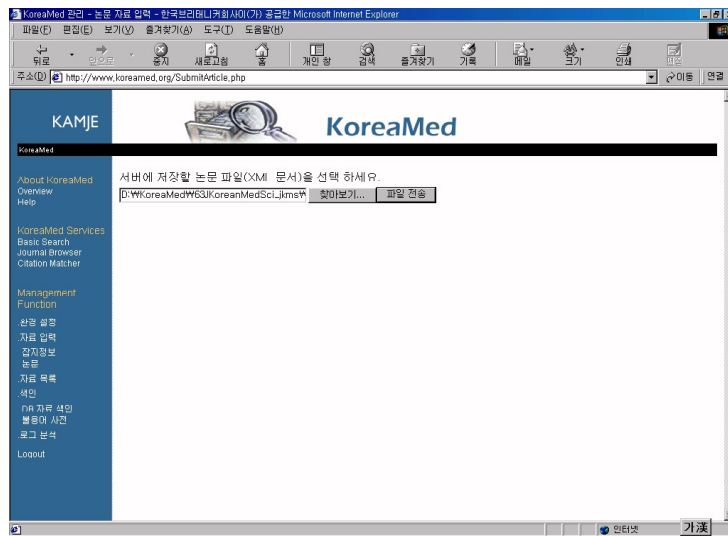 KoreaMed 관리 - 논문 자료 입력 - 한국브리태니커회사이(가) 공급한 Microsoft Internet Explorer
파일(F) 편집(E) 보기(V) 즐겨찾기(A) 도구(T) 도움말(H)
뒤로 앞으로 중지 새로고침 홈 개인 창 검색 즐겨찾기 기록 메일 크기 인쇄 편집
주소(D) http://www.koreamed.org/SubmitArticle.php 이동 연결
KAMJE
KoreaMed
KoreaMed
서버에 저장할 논문 파일(XML 문서)을 선택 하세요.
D:₩KoreaMed₩63JKoreanMedSci_jkms₩ 찾아보기... 파일 전송
About KoreaMed
Overview
Help
KoreaMed Services
Basic Search
Journal Browser
Citation Matcher
Management
Function
.환경 설정
.자료 입력
잡지정보
논문
.자료 목록
.색인
DB 자료 색인
불용어 사전
.로그 분석
Logout
인터넷
가漢